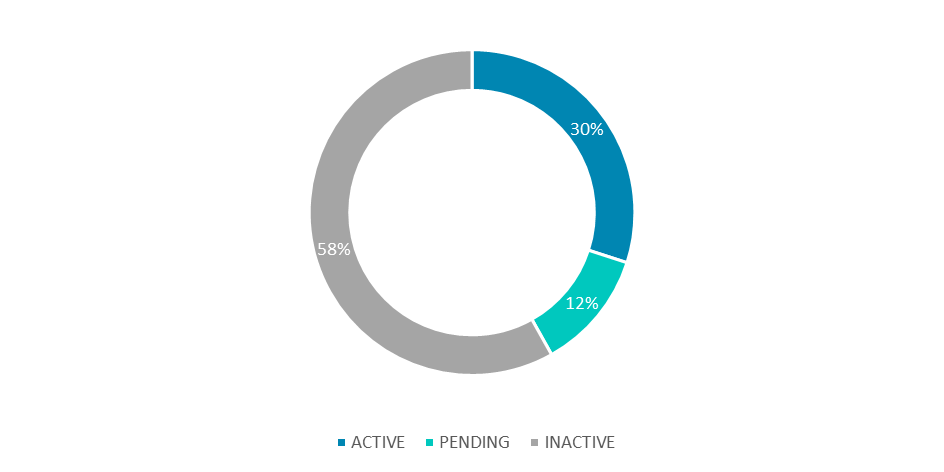 30%
58%
12%
ACTIVE PENDING INACTIVE